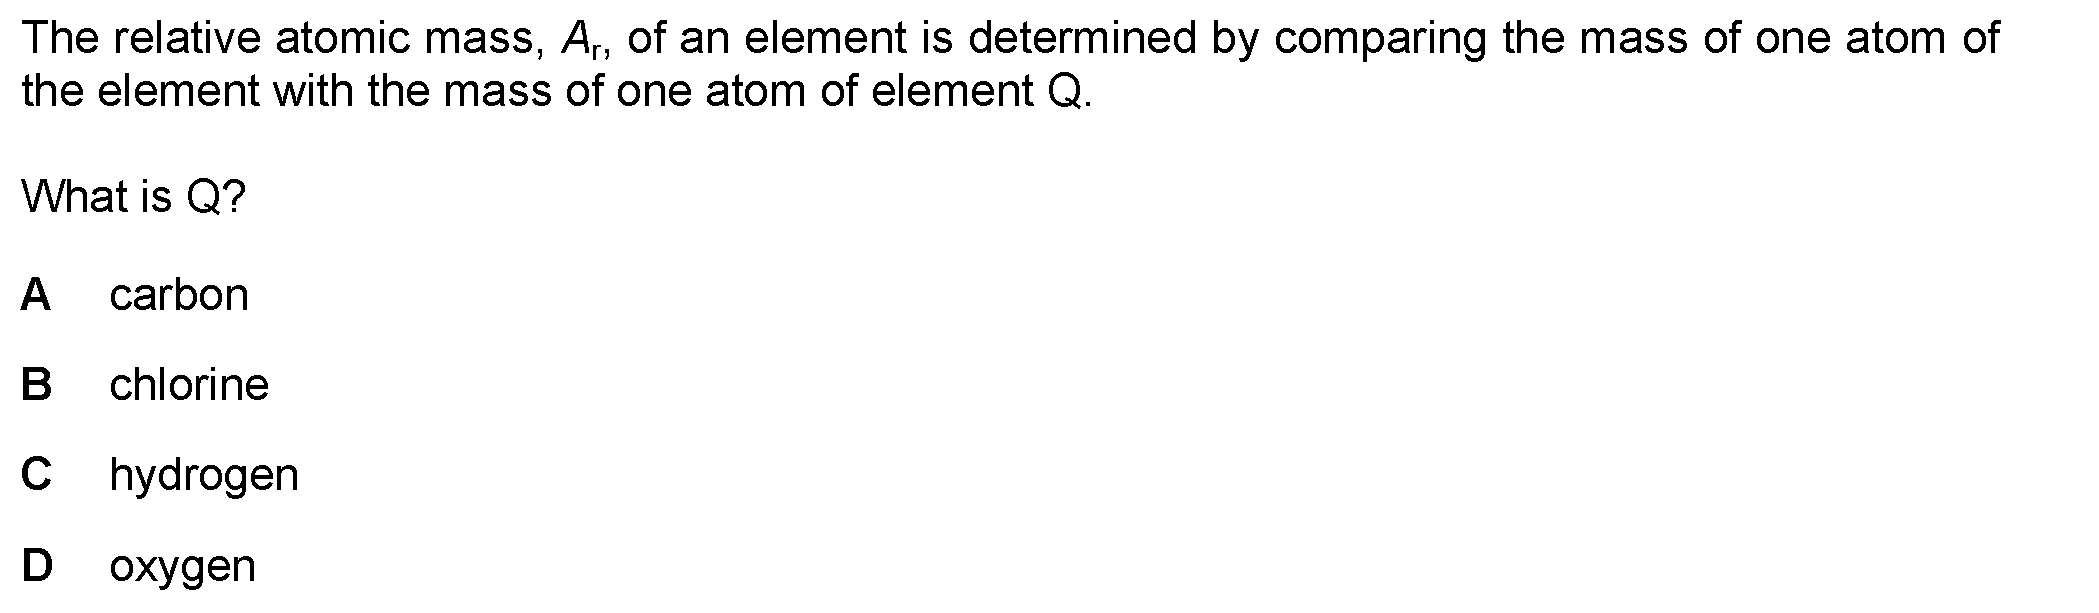 The relative atomic mass, Ar, of an element is determined by comparing the mass of one atom of
the element with the mass of one atom of element Q.
What is Q?
A carbon
B chlorine
C hydrogen
D oxygen